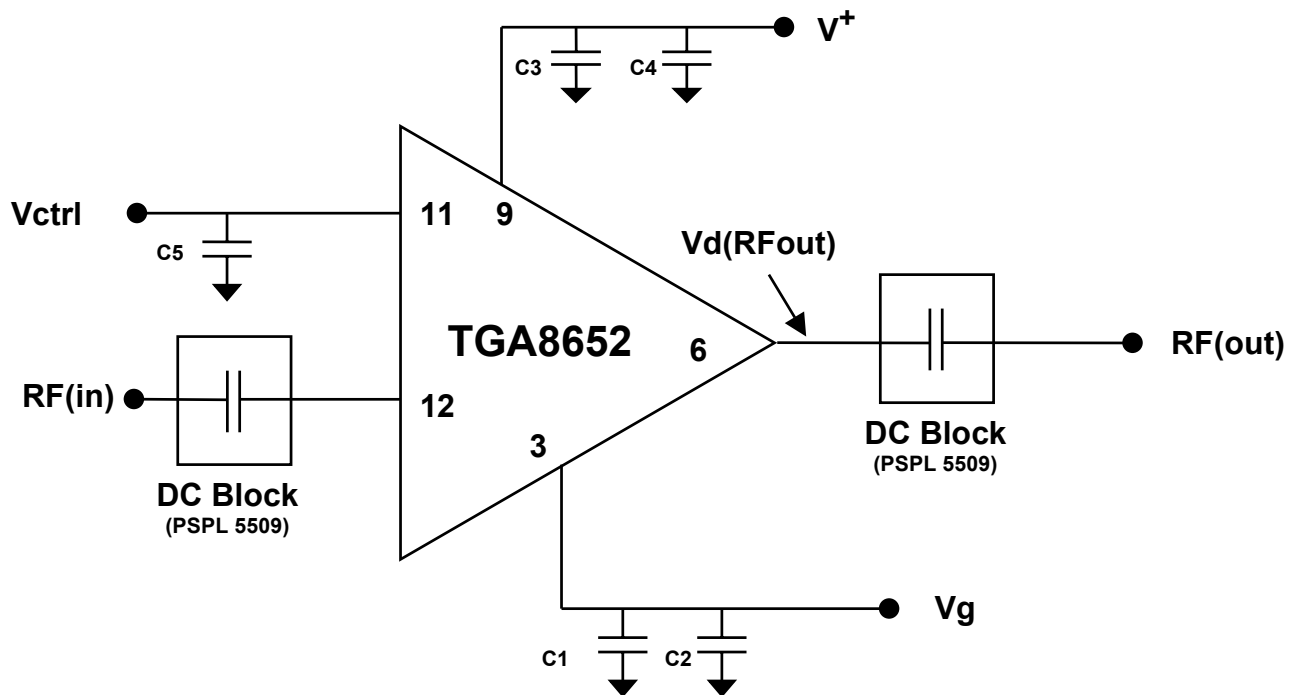 V+
C3
C4
Vctrl
11
9
C5
Vd(RFout)
TGA8652
6
RF(out)
RF(in)
12
DC Block
(PSPL 5509)
3
DC Block
(PSPL 5509)
Vg
C1
C2